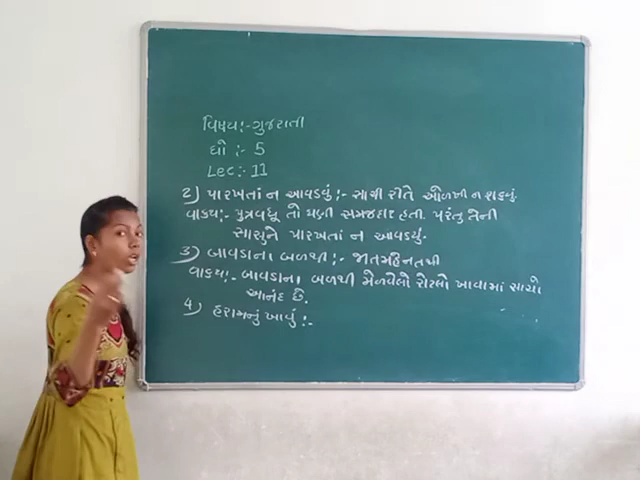 વિષય:- ગુજરાતી
ધો :- 5
Lec:- 11
2) પારખતાં ન આવડવું:- સાચી રીતે ઓળખી ન શકવું.
વાક્ય:- પુત્રવધૂ તો ઘણી સમજદાર હતી. પરંતુ તેની
સાસુને પારખતાં ન આવડ્યું.
3) બાવડાના બળથી:- જાતમહેનતથી
વાક્ય:- બાવડાના બળથી મેળવેલો રોટલો ખાવામાં સાચો
આનંદ છે.
4) હરામનું ખાવું:-